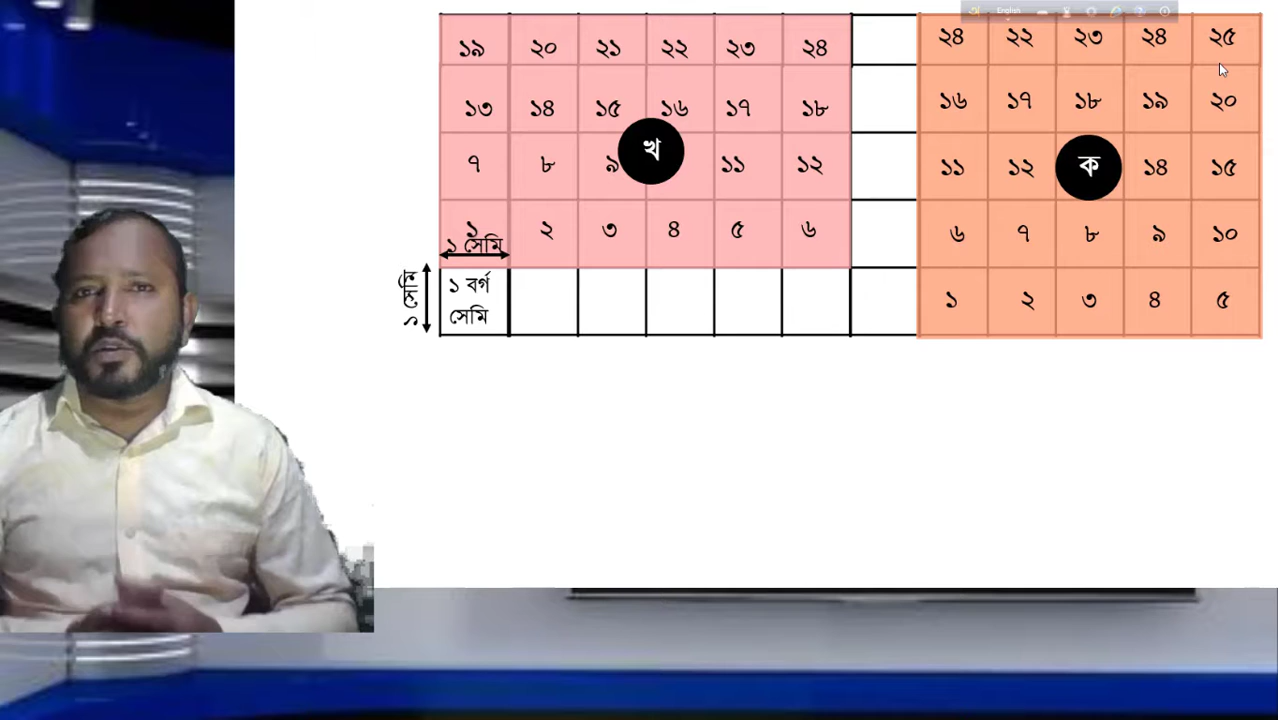 English
১৯ ২০ ২১ ২২ ২৩ ২৪
১৩ ১৪ ১৫ ১৬ ১৭ ১৮
খ
৭ ৮ ৯ ১১ ১২
১ ২ ৩ ৪ ৫ ৬
১ সেমি
১ সেমি
১ বর্গ
সেমি
২৪ ২২ ২৩ ২৪ ২৫
১৬ ১৭ ১৮ ১৯ ২০
১১ ১২ ক ১৪ ১৫
৬ ৭ ৮ ৯ ১০
১ ২ ৩ ৪ ৫